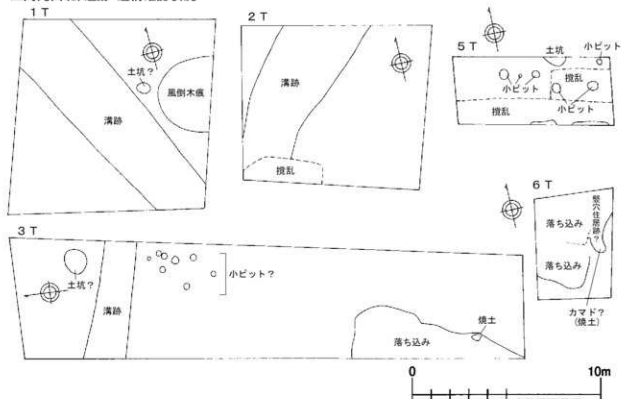 1T
土坑?
風倒木痕
溝跡
2T
溝跡
攪乱
5T
土坑
小ピット
小ピット
攪乱
小ピット
攪乱
6T
竪穴住居跡?
落ち込み
落ち込み
カマド?
(焼土)
3T
土坑?
溝跡
小ピット?
焼土
落ち込み
0 10m